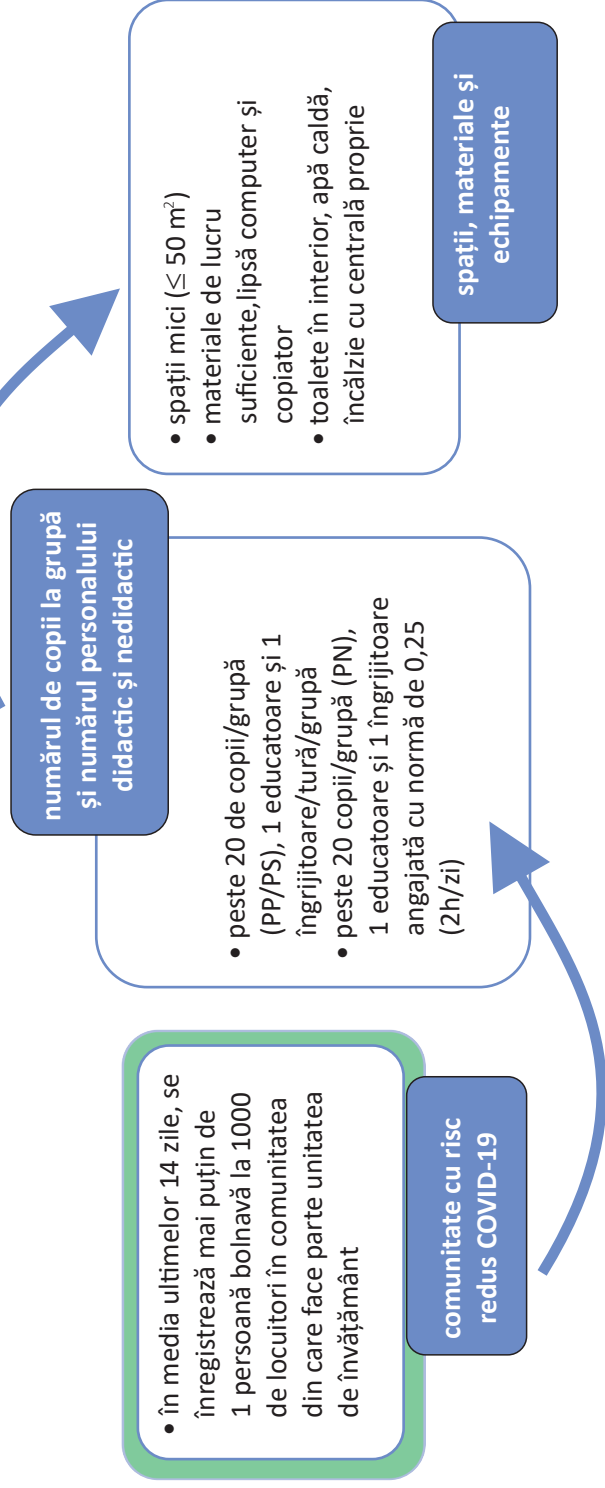 • în media ultimelor 14 zile, se
înregistrează mai puțin de
1 persoană bolnavă la 1000
de locuitori în comunitatea
din care face parte unitatea
de învățământ
comunitate cu risc
redus COVID-19
numărul de copii la grupă
și numărul personalului
didactic și nedidactic
• peste 20 de copii/grupă
(PP/PS), 1 educatoare și 1
îngrijitoare/tură/grupă
• peste 20 copii/grupă (PN),
1 educatoare și 1 îngrijitoare
angajată cu normă de 0,25
(2h/zi)
• spații mici (≤ 50 m²)
• materiale de lucru
suficiente,lipsă computer și
copiator
• toalete în interior, apă caldă,
încălzie cu centrală proprie
spații, materiale și
echipamente